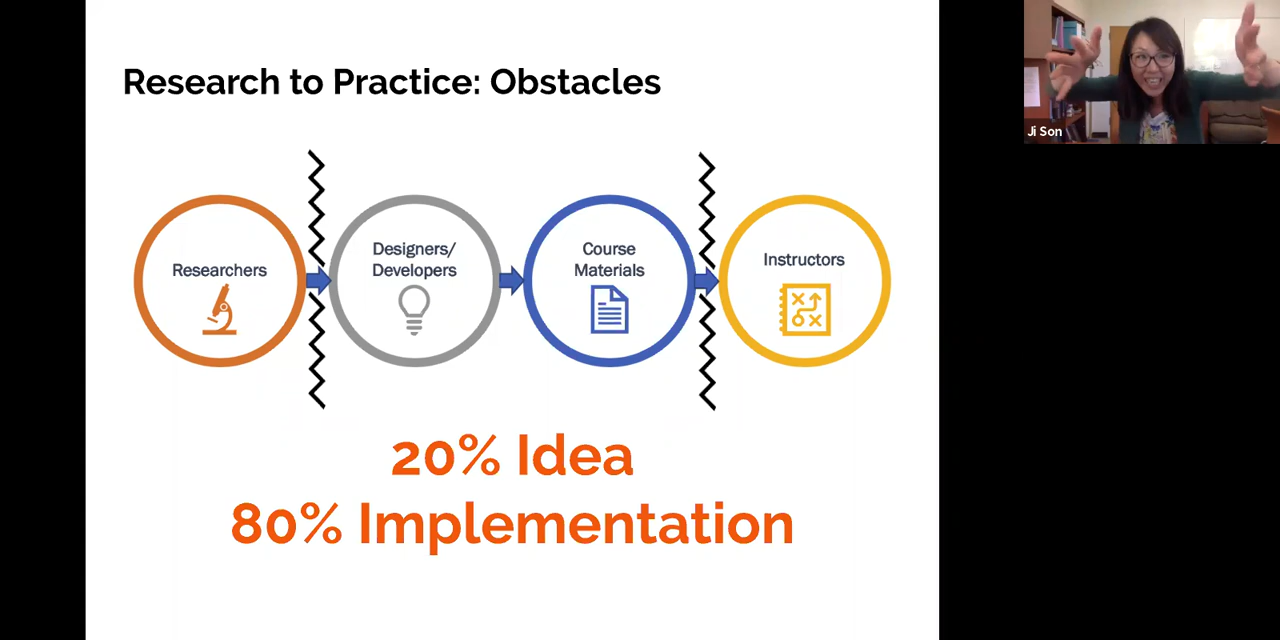 Research to Practice: Obstacles
Ji Son
Researchers
Designers/
Developers
Course
Materials
Instructors
20% Idea
80% Implementation